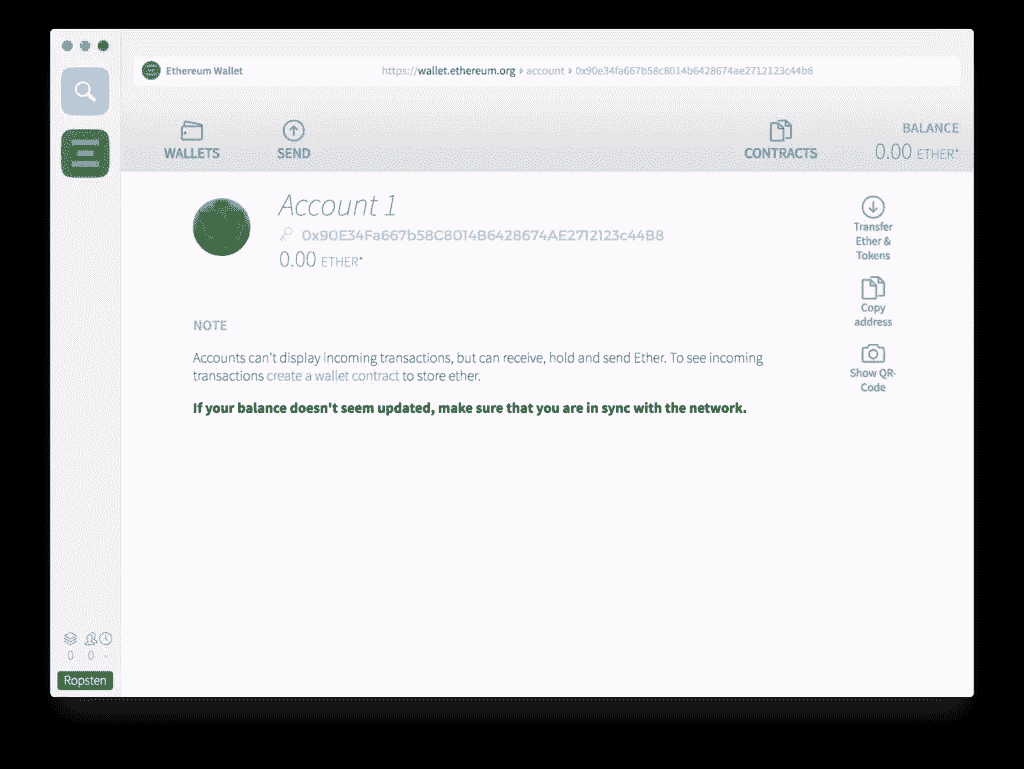 Ethereum Wallet
https://wallet.ethereum.org › account › 0x90e34fa667b58c8014b6428674ae2712123c44b8
WALLETS
SEND
CONTRACTS
BALANCE
0.00 ETHER*
Account 1
0x90E34Fa667b58C8014B6428674AE2712123c44B8
0.00 ETHER*
Transfer
Ether &
Tokens
Copy
address
Show QR-
Code
NOTE
Accounts can't display incoming transactions, but can receive, hold and send Ether. To see incoming
transactions create a wallet contract to store ether.
If your balance doesn't seem updated, make sure that you are in sync with the network.
0 0 -
Ropsten